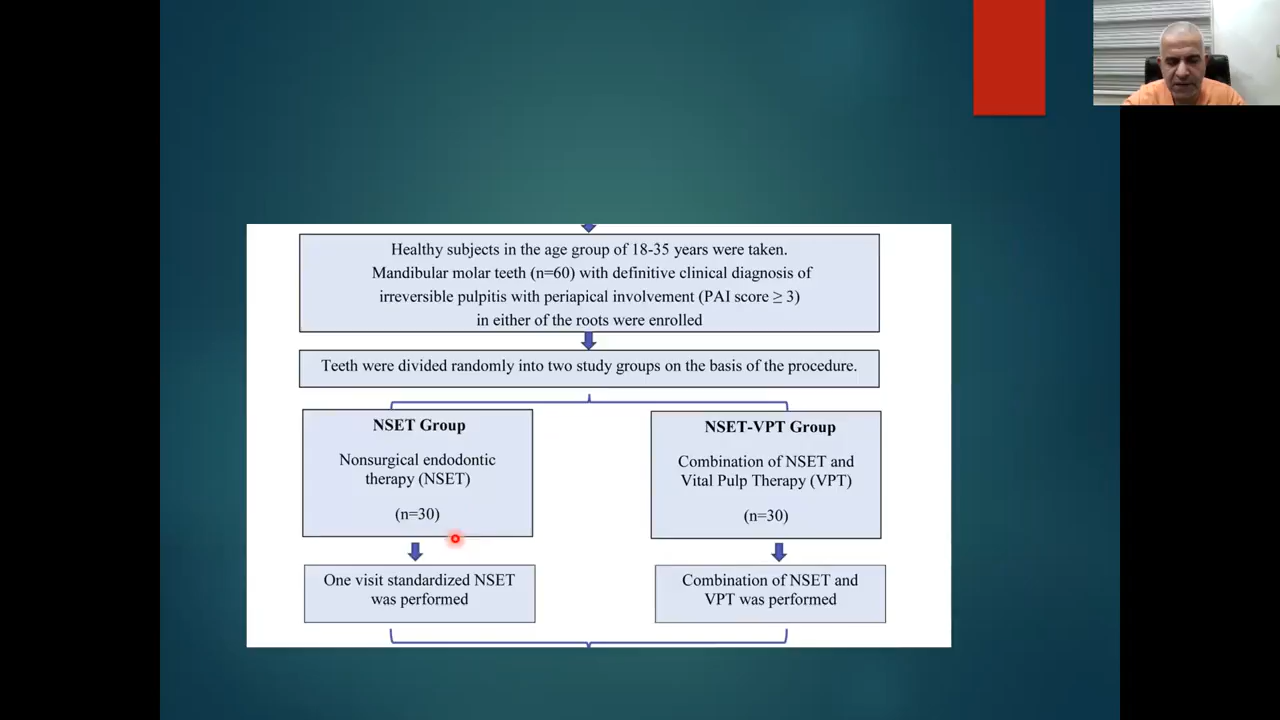 Healthy subjects in the age group of 18-35 years were taken.
Mandibular molar teeth (n=60) with definitive clinical diagnosis of
irreversible pulpitis with periapical involvement (PAI score ≥ 3)
in either of the roots were enrolled
Teeth were divided randomly into two study groups on the basis of the procedure.
NSET Group
Nonsurgical endodontic
therapy (NSET)
(n=30)
One visit standardized NSET
was performed
NSET-VPT Group
Combination of NSET and
Vital Pulp Therapy (VPT)
(n=30)
Combination of NSET and
VPT was performed